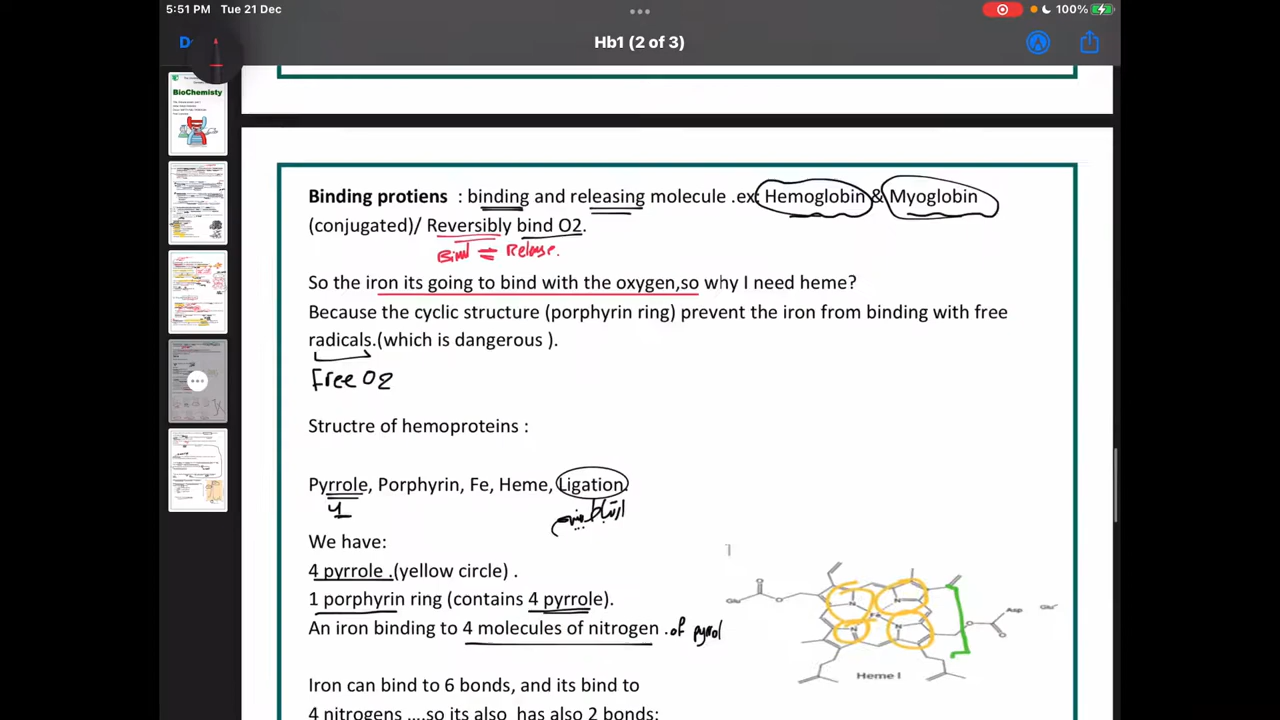 5:51 PM Tue 21 Dec
100%
Hb1 (2 of 3)
BioChemisty
Binding protiens : binding and releasing molecule .ex: Hemoglobin & Myoglobin
(conjugated)/ Reversibly bind O2.
Bind ⇌ Release.
So the iron its going to bind with the oxygen,so why I need heme?
Because the cyclic structure (porphyrin ring) prevent the iron from binding with free
radicals.(which is dangerous ).
Free O2
Structre of hemoproteins :
Pyrrole, Porphyrin, Fe, Heme, Ligation
4
We have:
4 pyrrole .(yellow circle) .
1 porphyrin ring (contains 4 pyrrole).
An iron binding to 4 molecules of nitrogen .of pyrrol
Iron can bind to 6 bonds, and its bind to
4 nitrogens ....so its also has also 2 bonds:
Glu
O
O
N
N
Fe
N
N
O
O
Asp
Glu
Heme l